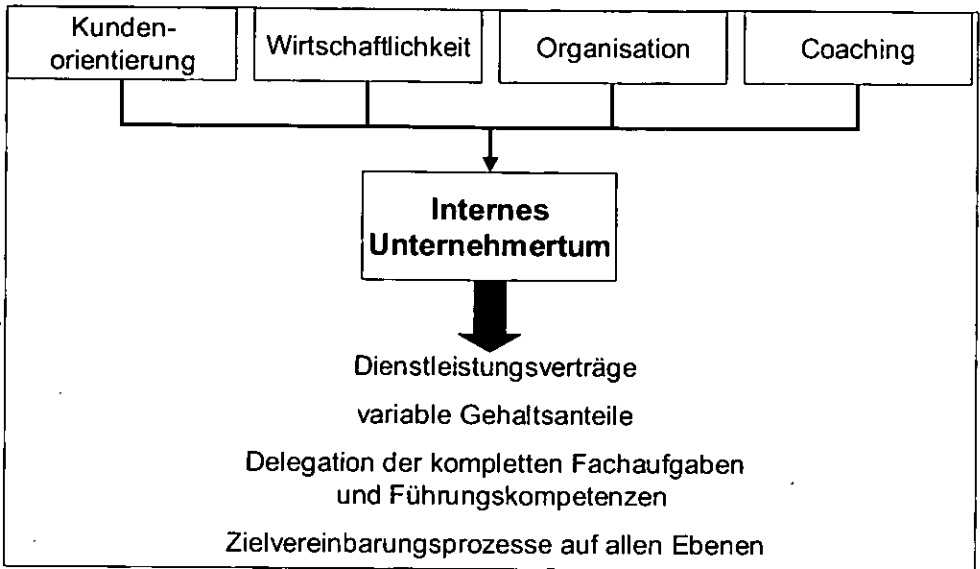 Kunden-
orientierung
Wirtschaftlichkeit
Organisation
Coaching
Internes
Unternehmertum
Dienstleistungsverträge
variable Gehaltsanteile
Delegation der kompletten Fachaufgaben
und Führungskompetenzen
Zielvereinbarungsprozesse auf allen Ebenen